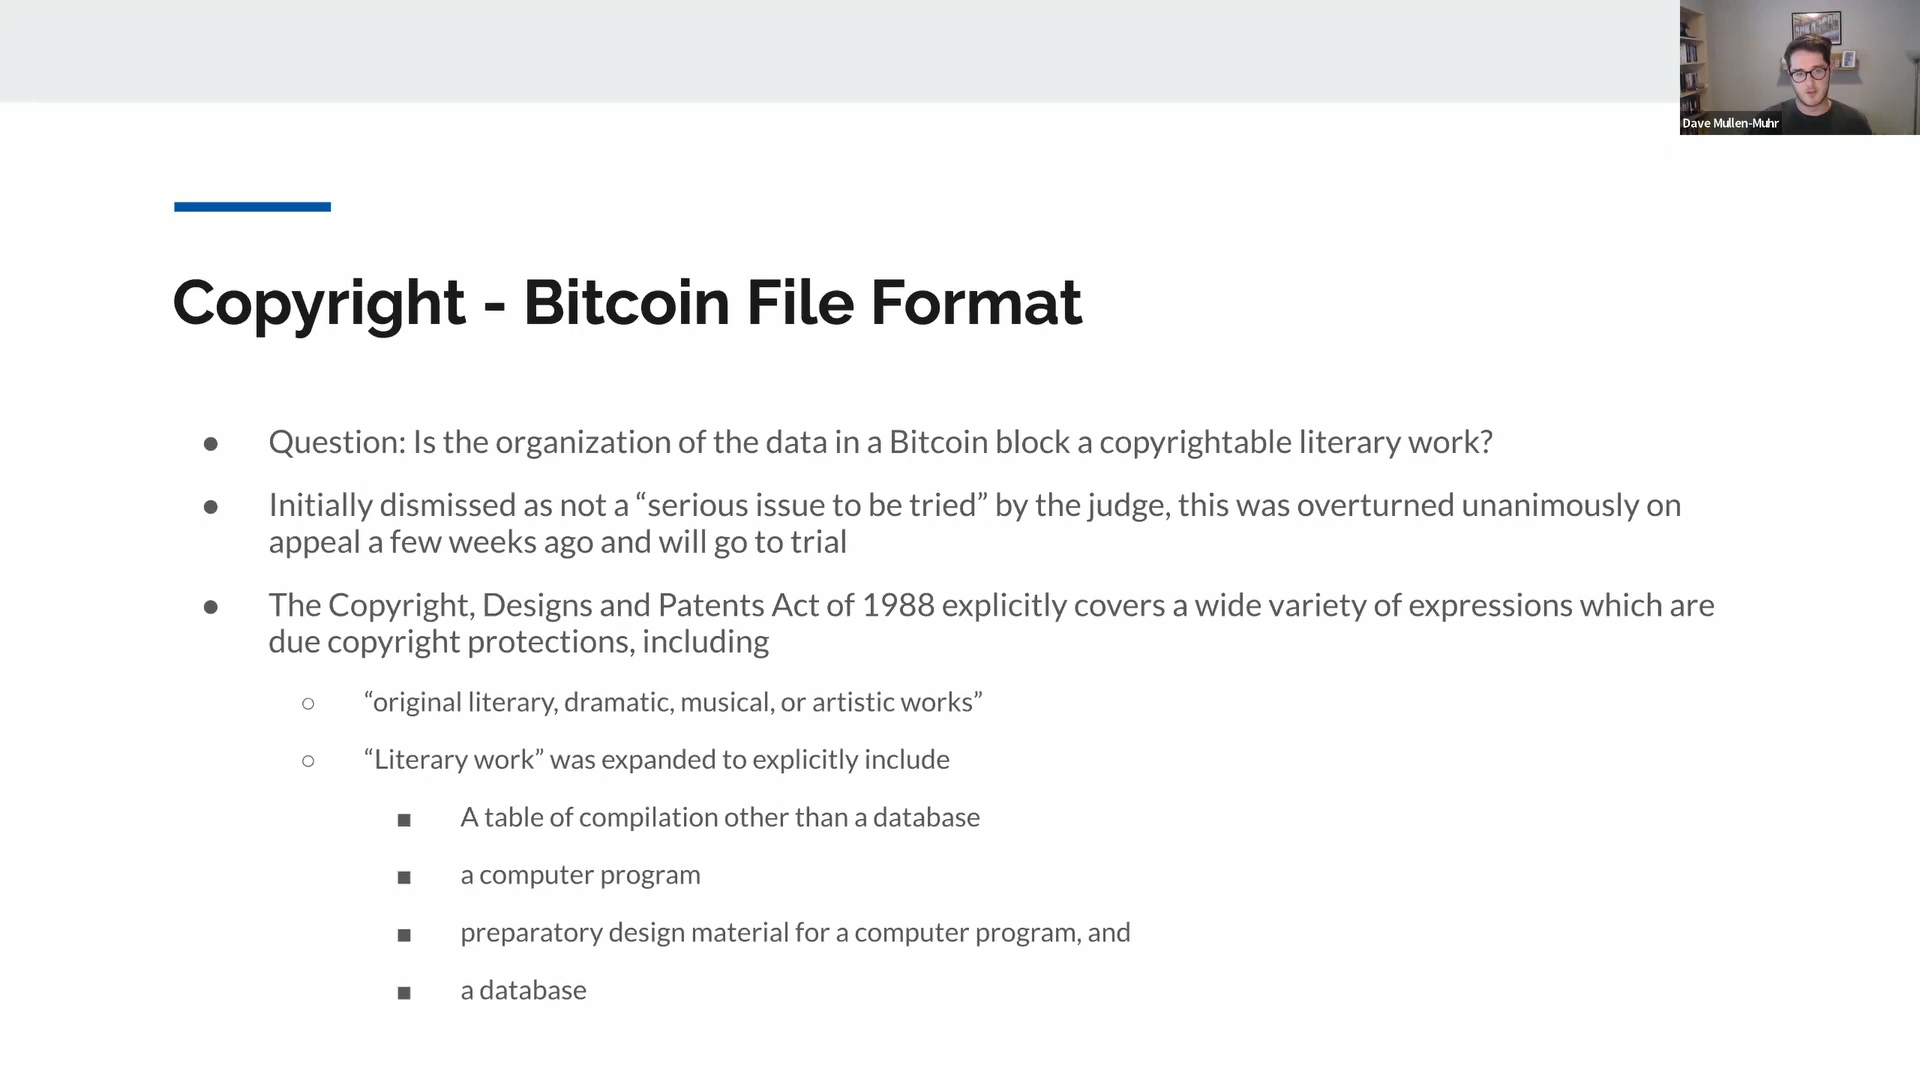 Dave Mullen-Muhr
Copyright - Bitcoin File Format
● Question: Is the organization of the data in a Bitcoin block a copyrightable literary work?
● Initially dismissed as not a “serious issue to be tried” by the judge, this was overturned unanimously on
appeal a few weeks ago and will go to trial
● The Copyright, Designs and Patents Act of 1988 explicitly covers a wide variety of expressions which are
due copyright protections, including
○ “original literary, dramatic, musical, or artistic works”
○ “Literary work” was expanded to explicitly include
■ A table of compilation other than a database
■ a computer program
■ preparatory design material for a computer program, and
■ a database